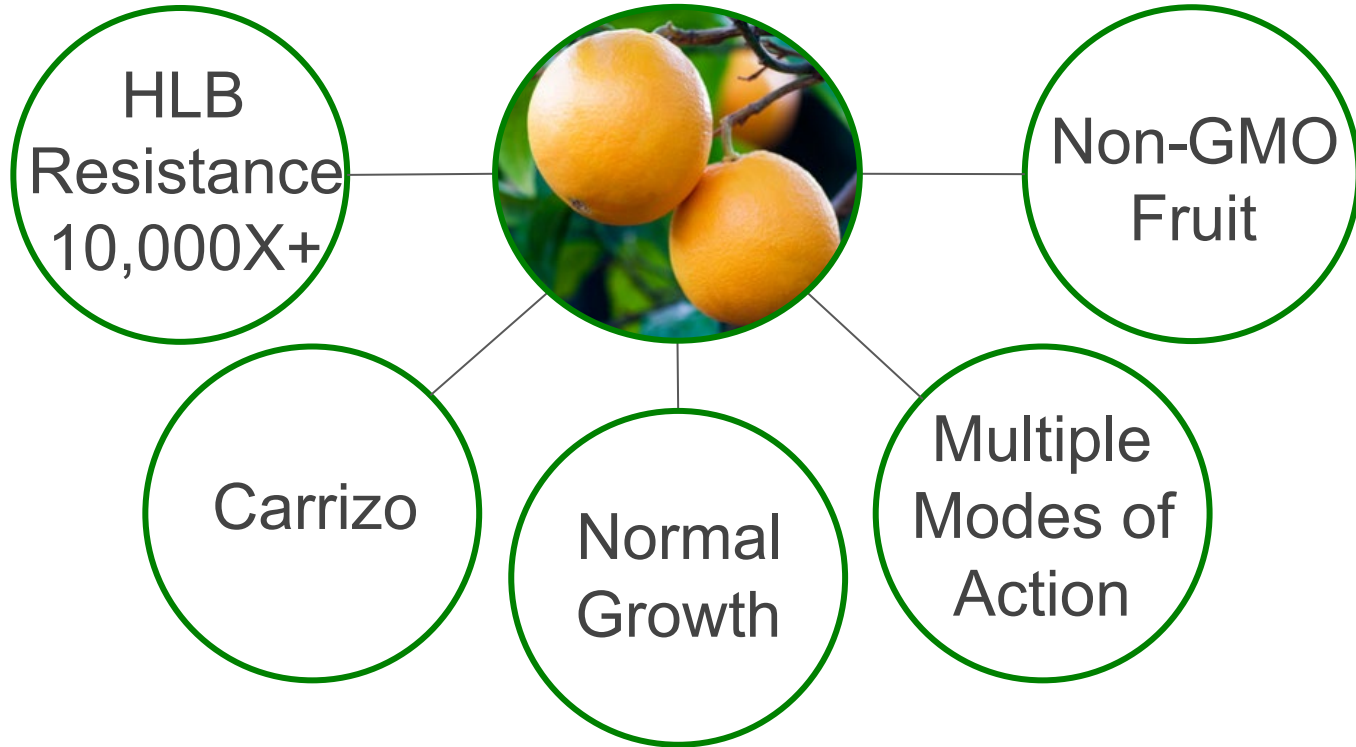 HLB
Resistance
10,000X+
Non-GMO
Fruit
Carrizo
Normal
Growth
Multiple
Modes of
Action